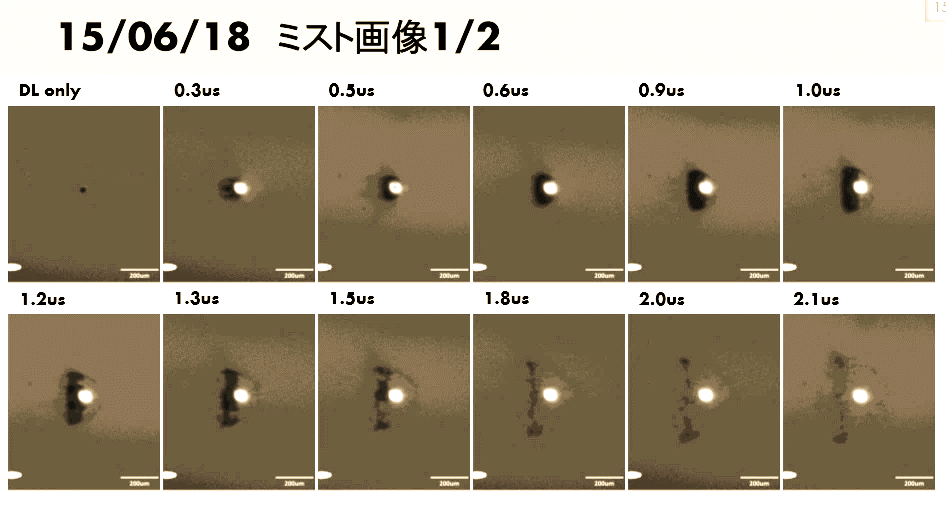 15/06/18 ミスト画像1/2
DL only 0.3us 0.5us 0.6us 0.9us 1.0us
200um 200um 200um 200um 200um 200um
1.2us 1.3us 1.5us 1.8us 2.0us 2.1us
200um 200um 200um 200um 200um 200um